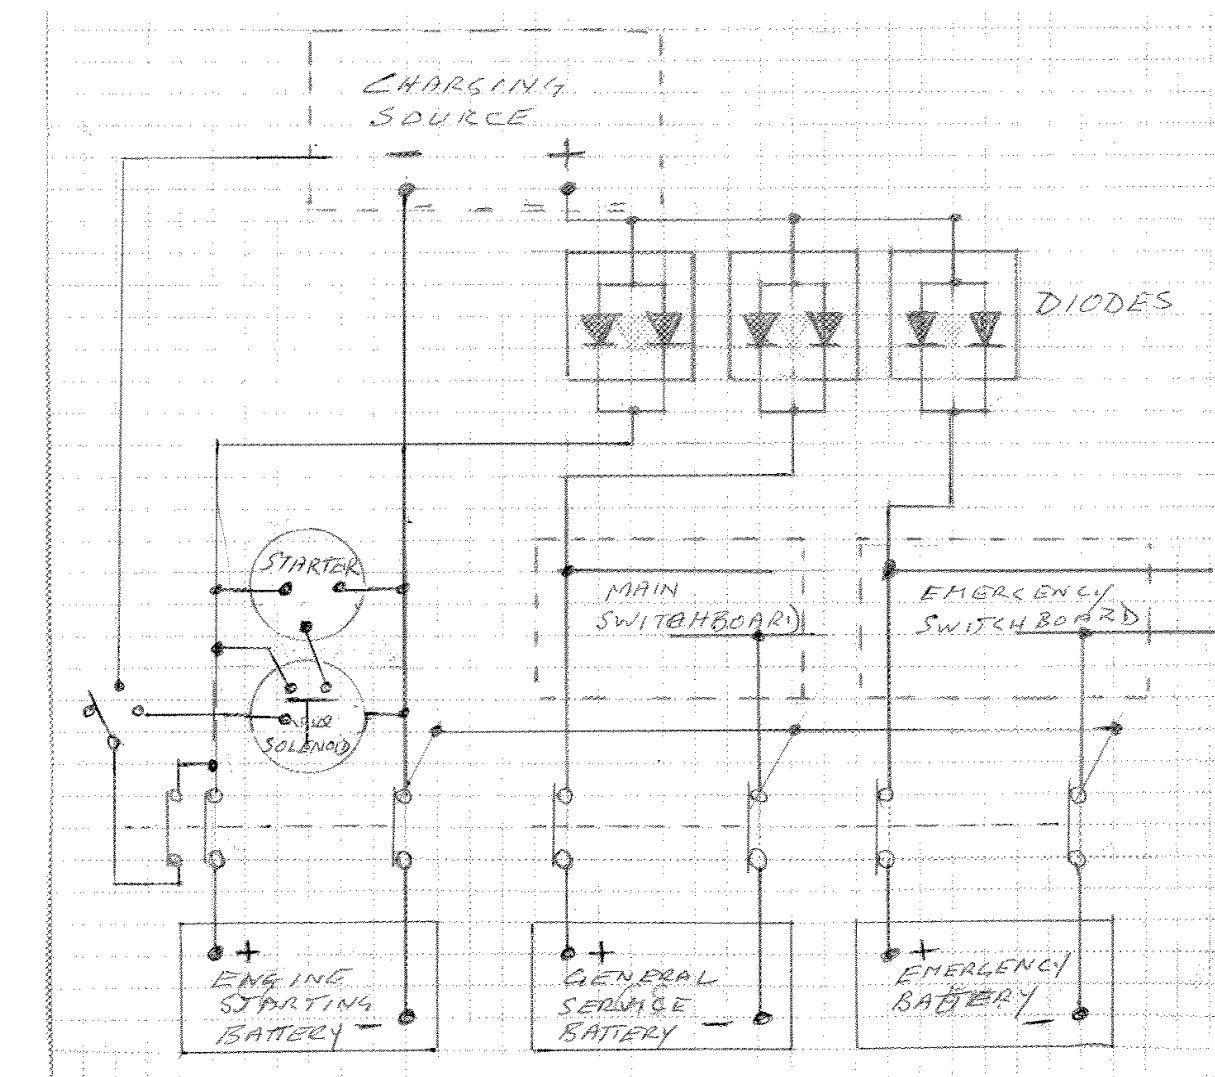 CHARGING
SOURCE
− +
DIODES
STARTER
MAIN
SWITCHBOARD
EMERGENCY
SWITCHBOARD
SOLENOID
+
ENGINE
STARTING
BATTERY −
+
GENERAL
SERVICE
BATTERY −
+
EMERGENCY
BATTERY
−